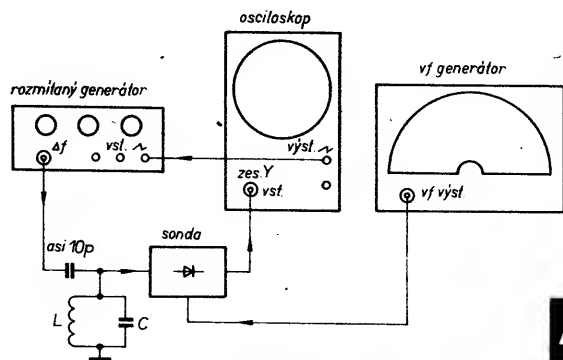 osciloskop
rozmítaný generátor
vf generátor
Δf
vst.
výst.
zes. Y
vst.
vf výst.
asi 10p
sonda
L
C
A